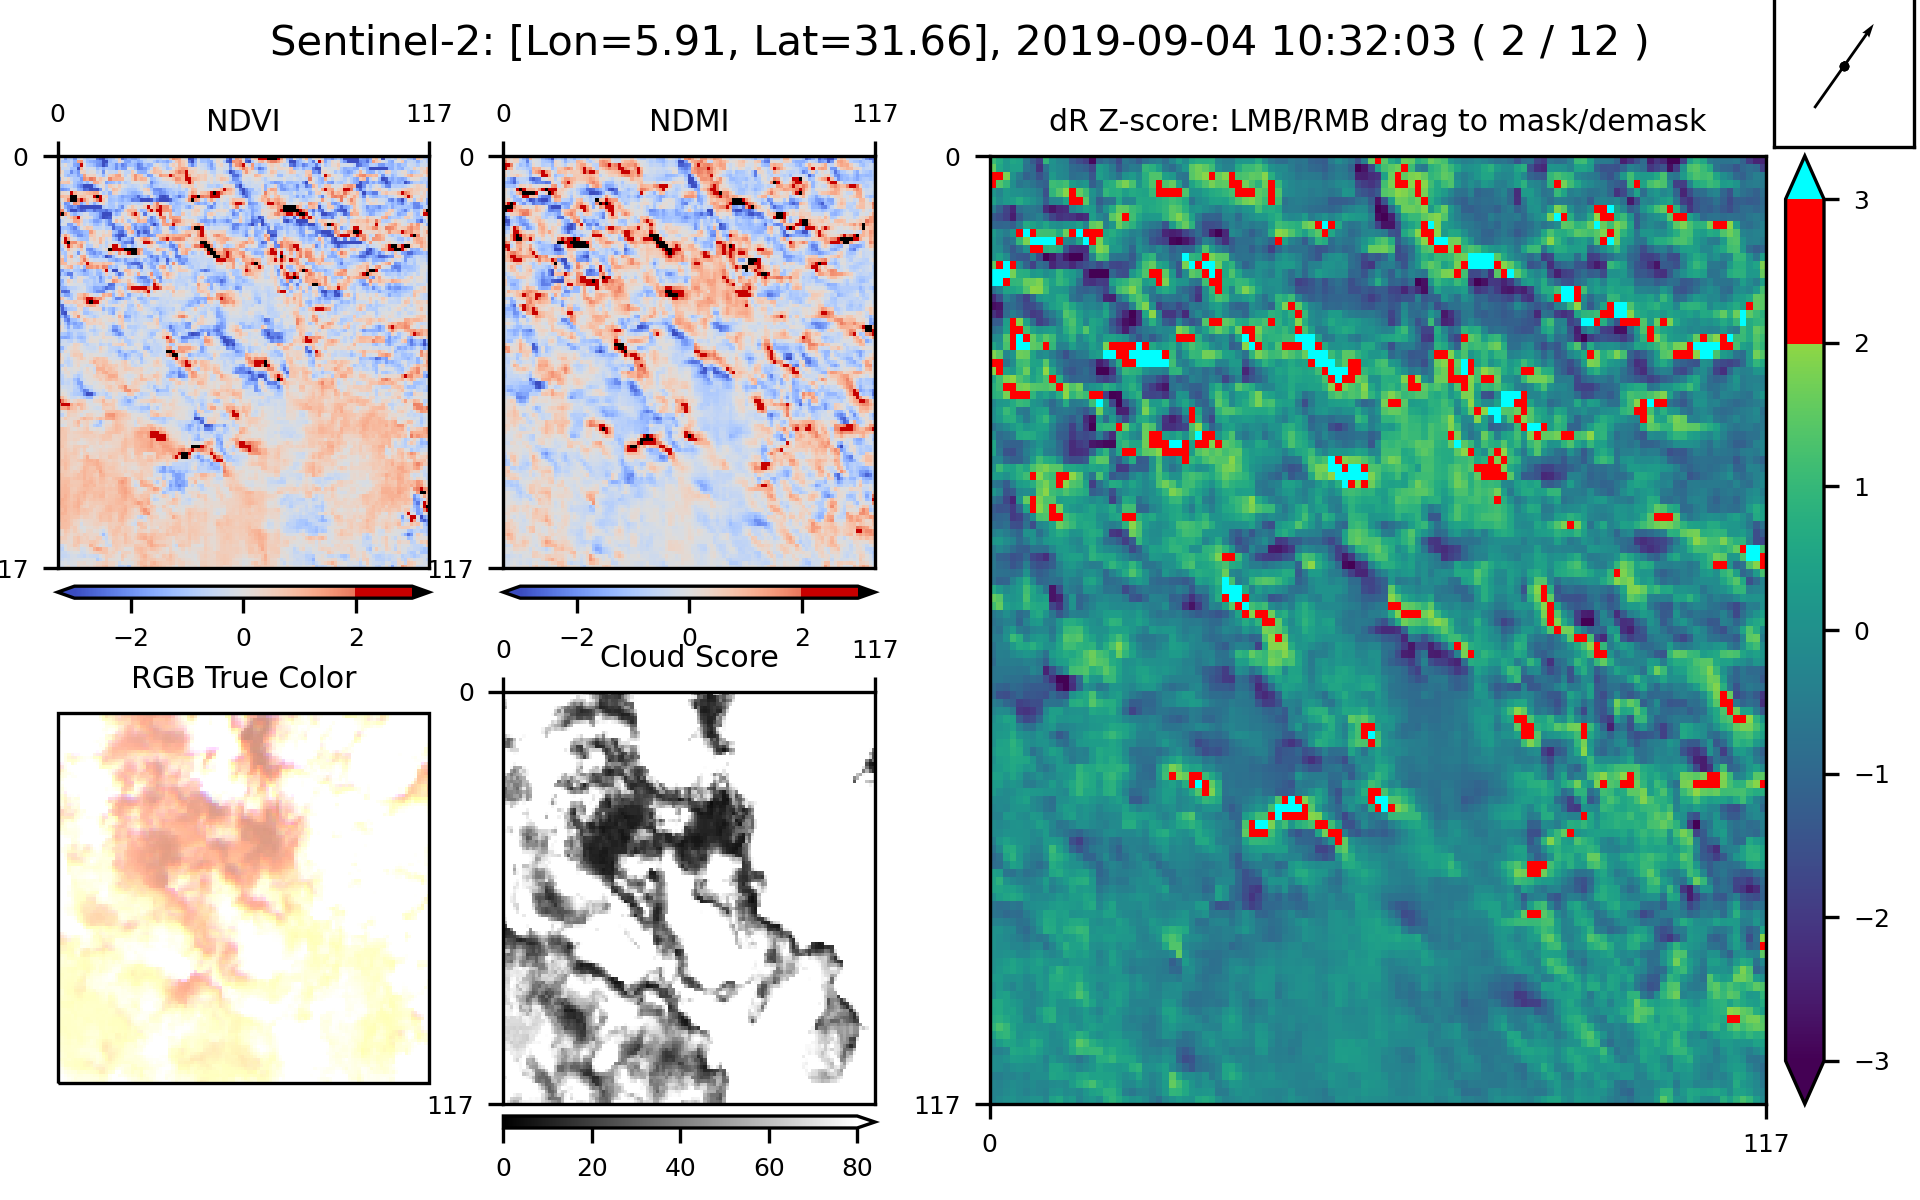 Sentinel-2: [Lon=5.91, Lat=31.66], 2019-09-04 10:32:03 ( 2 / 12 )
0 117 0 117
NDVI NDMI dR Z-score: LMB/RMB drag to mask/demask
0 0 0
3
2
1
0
−1
−2
−3
17 117
−2 0 2 −2 0 2
0 117
RGB True Color Cloud Score
0
117 117
0 117
0 20 40 60 80